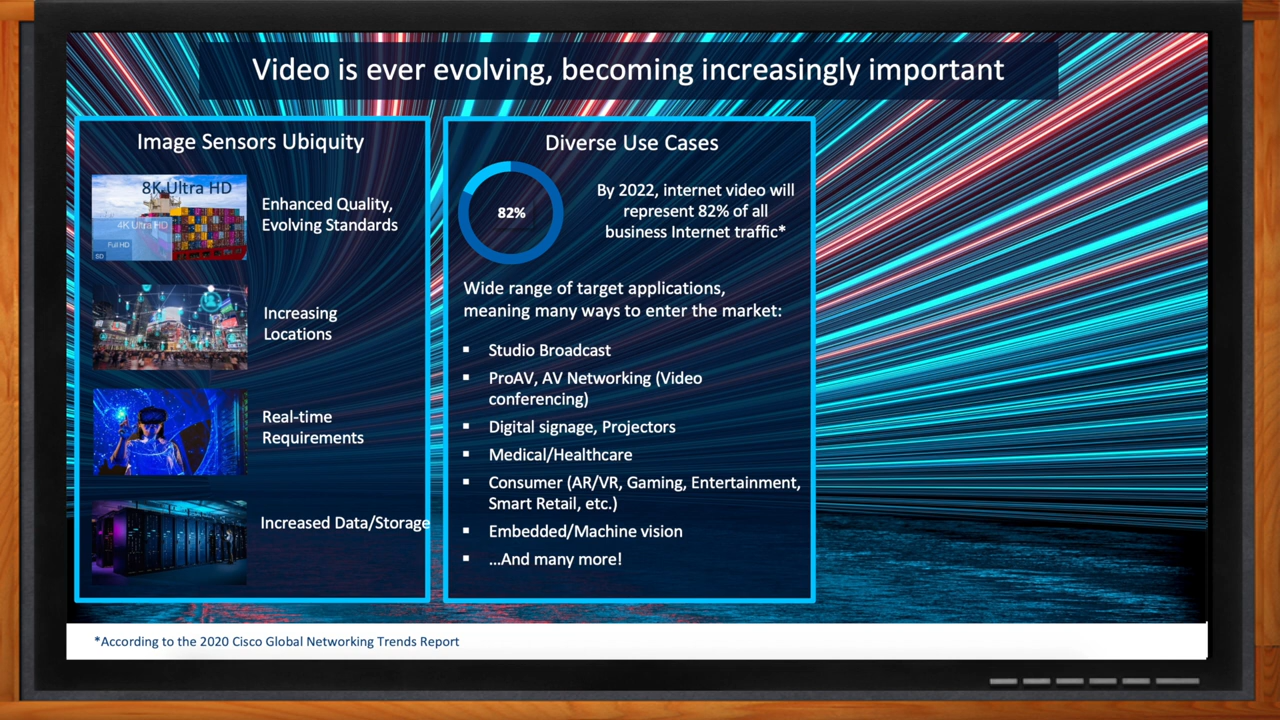 Video is ever evolving, becoming increasingly important
Image Sensors Ubiquity
8K Ultra HD
4K Ultra HD
Full HD
SD
Enhanced Quality,
Evolving Standards
Increasing
Locations
Real-time
Requirements
Increased Data/Storage
Diverse Use Cases
82%
By 2022, internet video will
represent 82% of all
business Internet traffic*
Wide range of target applications,
meaning many ways to enter the market:
▪ Studio Broadcast
▪ ProAV, AV Networking (Video
conferencing)
▪ Digital signage, Projectors
▪ Medical/Healthcare
▪ Consumer (AR/VR, Gaming, Entertainment,
Smart Retail, etc.)
▪ Embedded/Machine vision
▪ …And many more!
*According to the 2020 Cisco Global Networking Trends Report